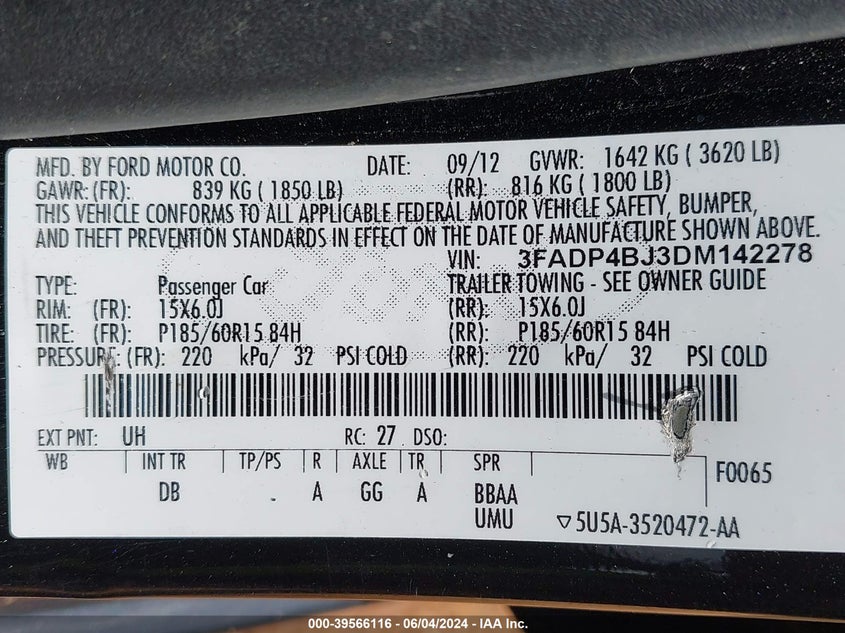 MFD. BY FORD MOTOR CO. DATE: 09/12 GVWR: 1642 KG ( 3620 LB)
GAWR: (FR): 839 KG ( 1850 LB) (RR): 816 KG ( 1800 LB)
THIS VEHICLE CONFORMS TO ALL APPLICABLE FEDERAL MOTOR VEHICLE SAFETY, BUMPER,
AND THEFT PREVENTION STANDARDS IN EFFECT ON THE DATE OF MANUFACTURE SHOWN ABOVE.
VIN: 3FADP4BJ3DM142278
TYPE: Passenger Car TRAILER TOWING - SEE OWNER GUIDE
RIM: (FR): 15X6.0J (RR): 15X6.0J
TIRE: (FR): P185/60R15 84H (RR): P185/60R15 84H
PRESSURE: (FR): 220 kPa/ 32 PSI COLD (RR): 220 kPa/ 32 PSI COLD
EXT PNT: UH RC: 27 DSO:
WB INT TR TP/PS R AXLE TR SPR F0065
DB . A GG A BBAA
UMU ▽5U5A-3520472-AA
000-39566116 - 06/04/2024 - IAA Inc.